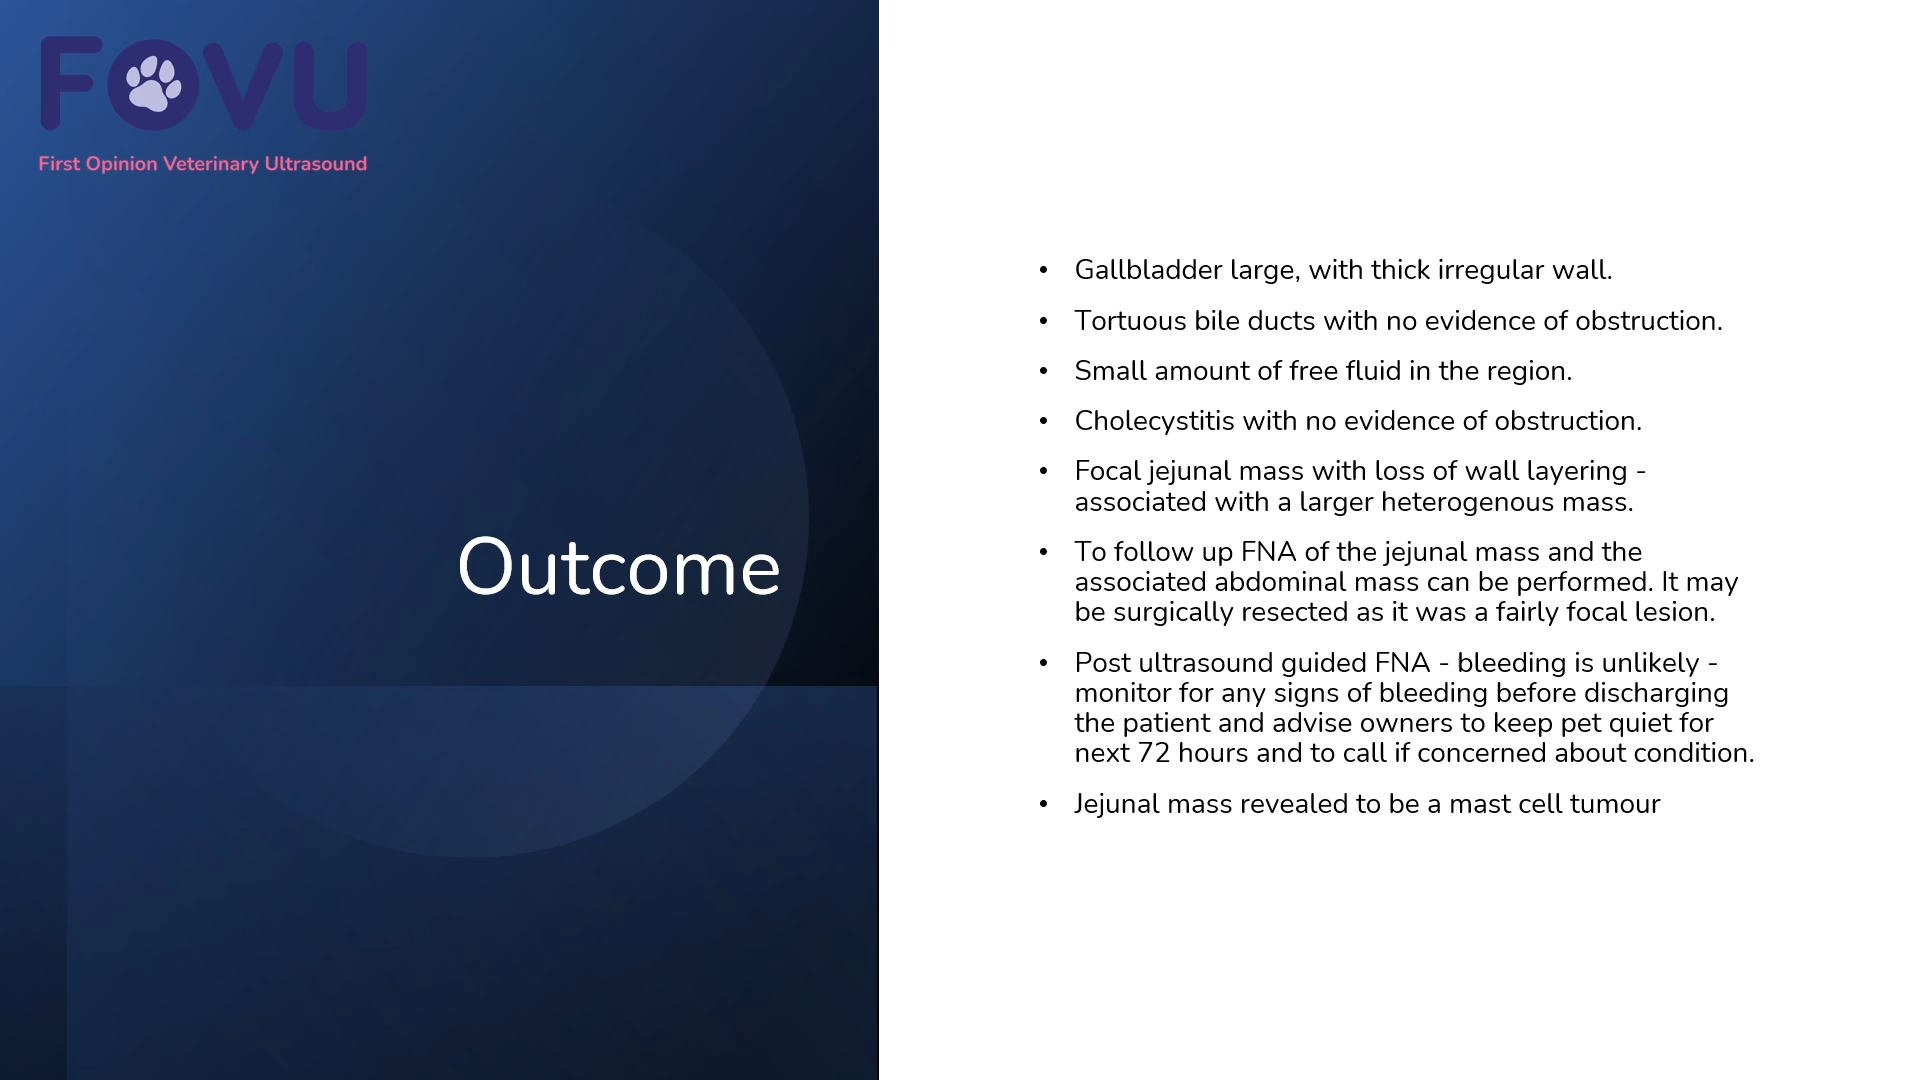 FOVU
First Opinion Veterinary Ultrasound
Outcome
• Gallbladder large, with thick irregular wall.
• Tortuous bile ducts with no evidence of obstruction.
• Small amount of free fluid in the region.
• Cholecystitis with no evidence of obstruction.
• Focal jejunal mass with loss of wall layering -
associated with a larger heterogenous mass.
• To follow up FNA of the jejunal mass and the
associated abdominal mass can be performed. It may
be surgically resected as it was a fairly focal lesion.
• Post ultrasound guided FNA - bleeding is unlikely -
monitor for any signs of bleeding before discharging
the patient and advise owners to keep pet quiet for
next 72 hours and to call if concerned about condition.
• Jejunal mass revealed to be a mast cell tumour